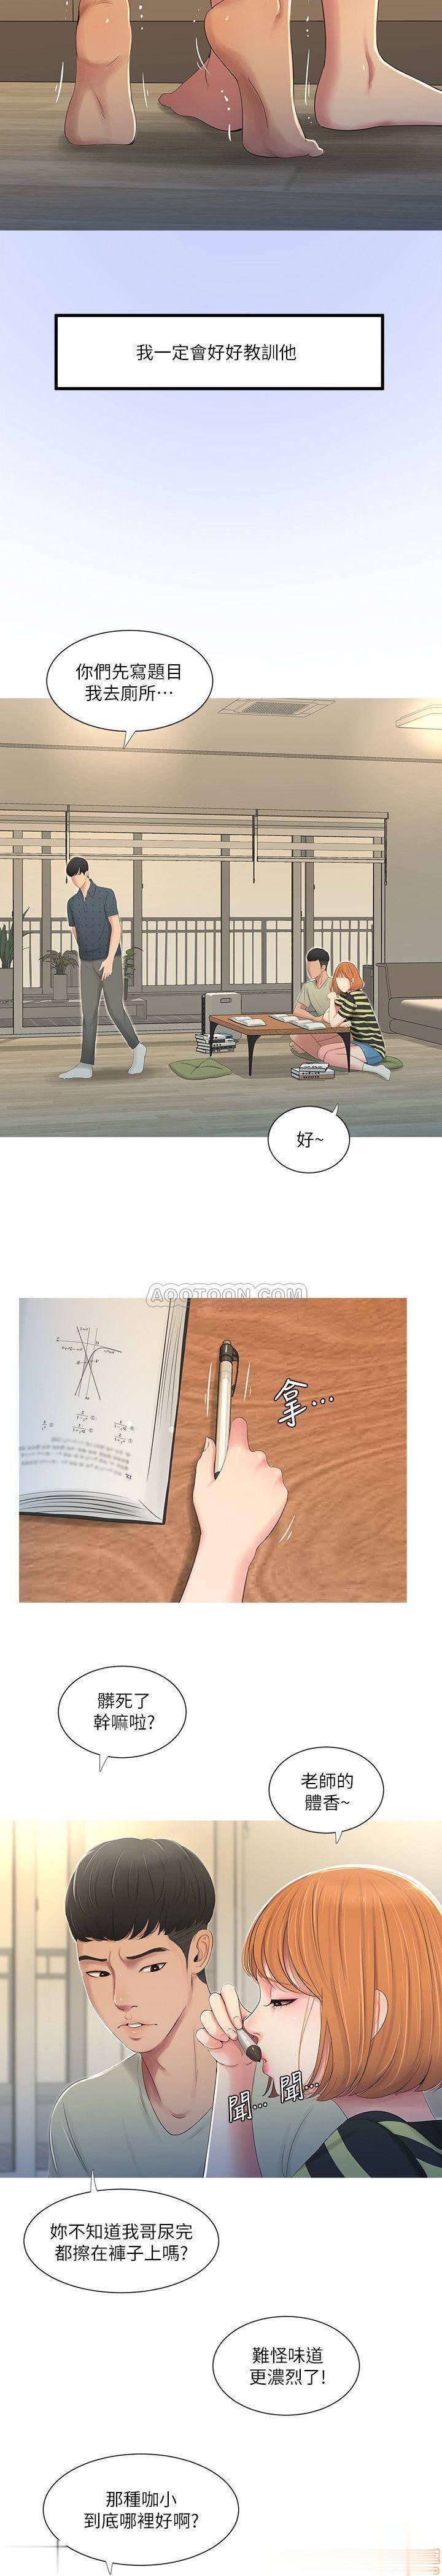 我一定會好好教訓他
你們先寫題目
我去廁所…
好~
AQQTOON.COM
拿…
髒死了
幹嘛啦?
老師的
體香~
聞… 聞…
妳不知道我哥尿完
都擦在褲子上嗎?
難怪味道
更濃烈了!
那種咖小
到底哪裡好啊?